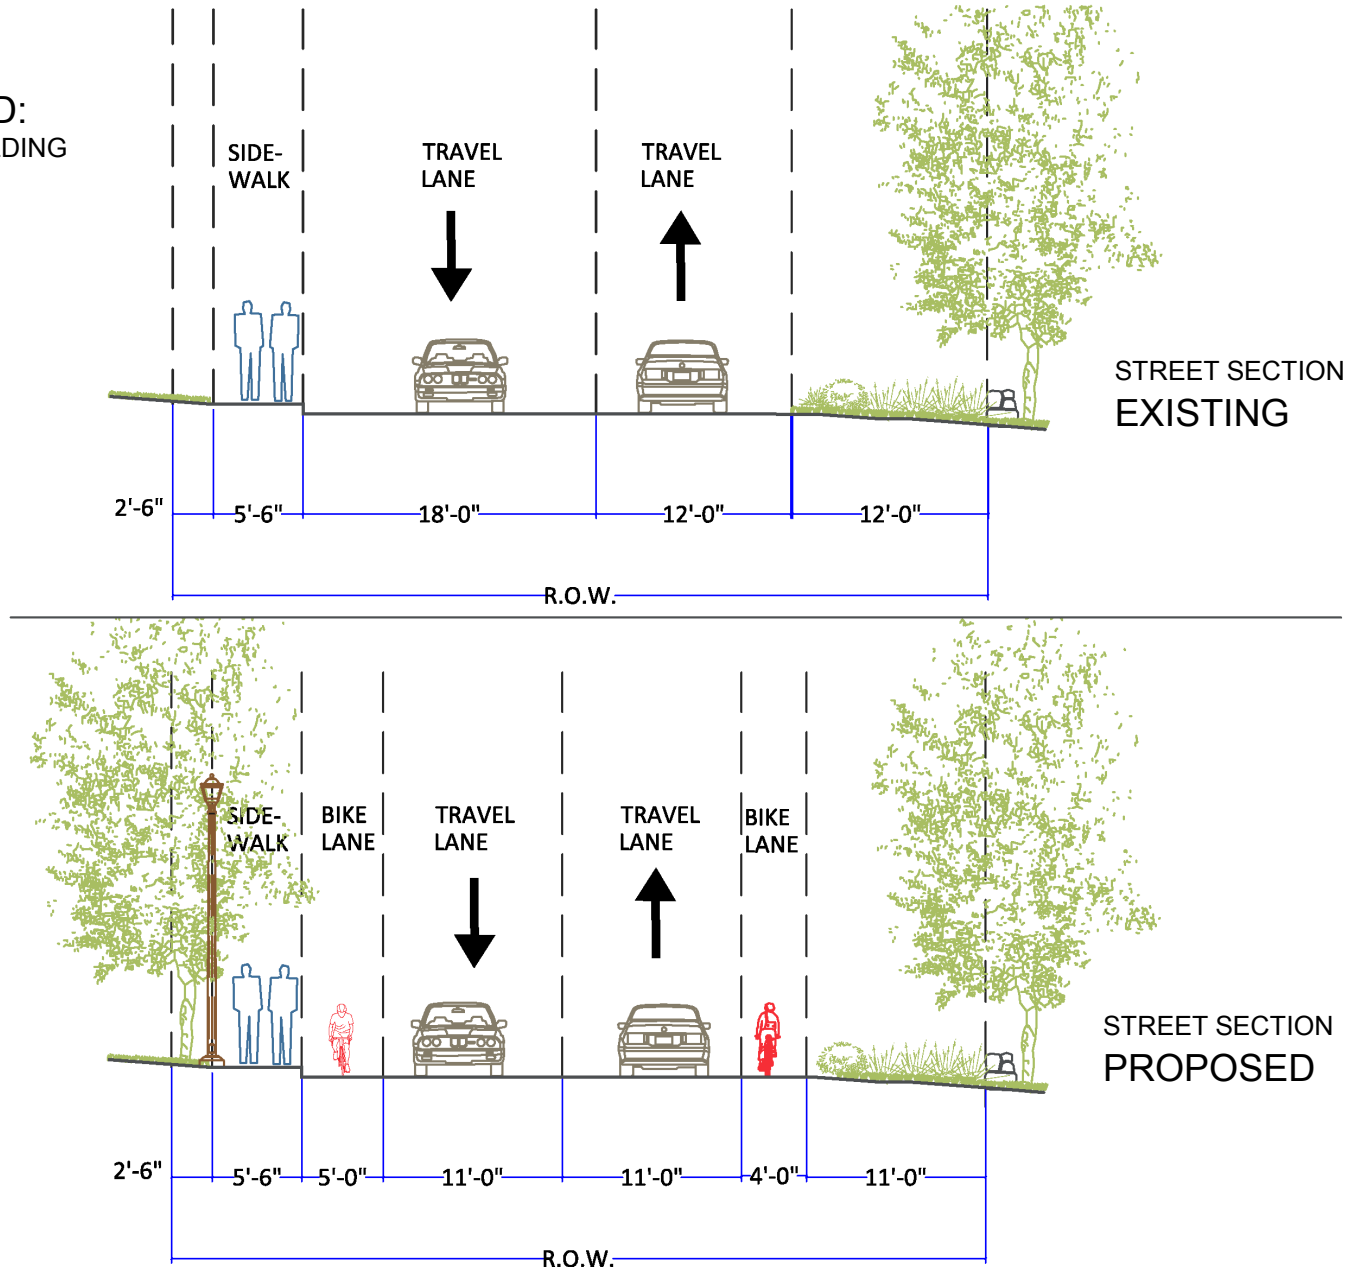 D:
DING
SIDE-
WALK
TRAVEL
LANE
TRAVEL
LANE
STREET SECTION
EXISTING
2'-6"
5'-6"
18'-0"
12'-0"
12'-0"
R.O.W.
SIDE-
WALK
BIKE
LANE
TRAVEL
LANE
TRAVEL
LANE
BIKE
LANE
STREET SECTION
PROPOSED
2'-6"
5'-6"
5'-0"
11'-0"
11'-0"
4'-0"
11'-0"
R.O.W.